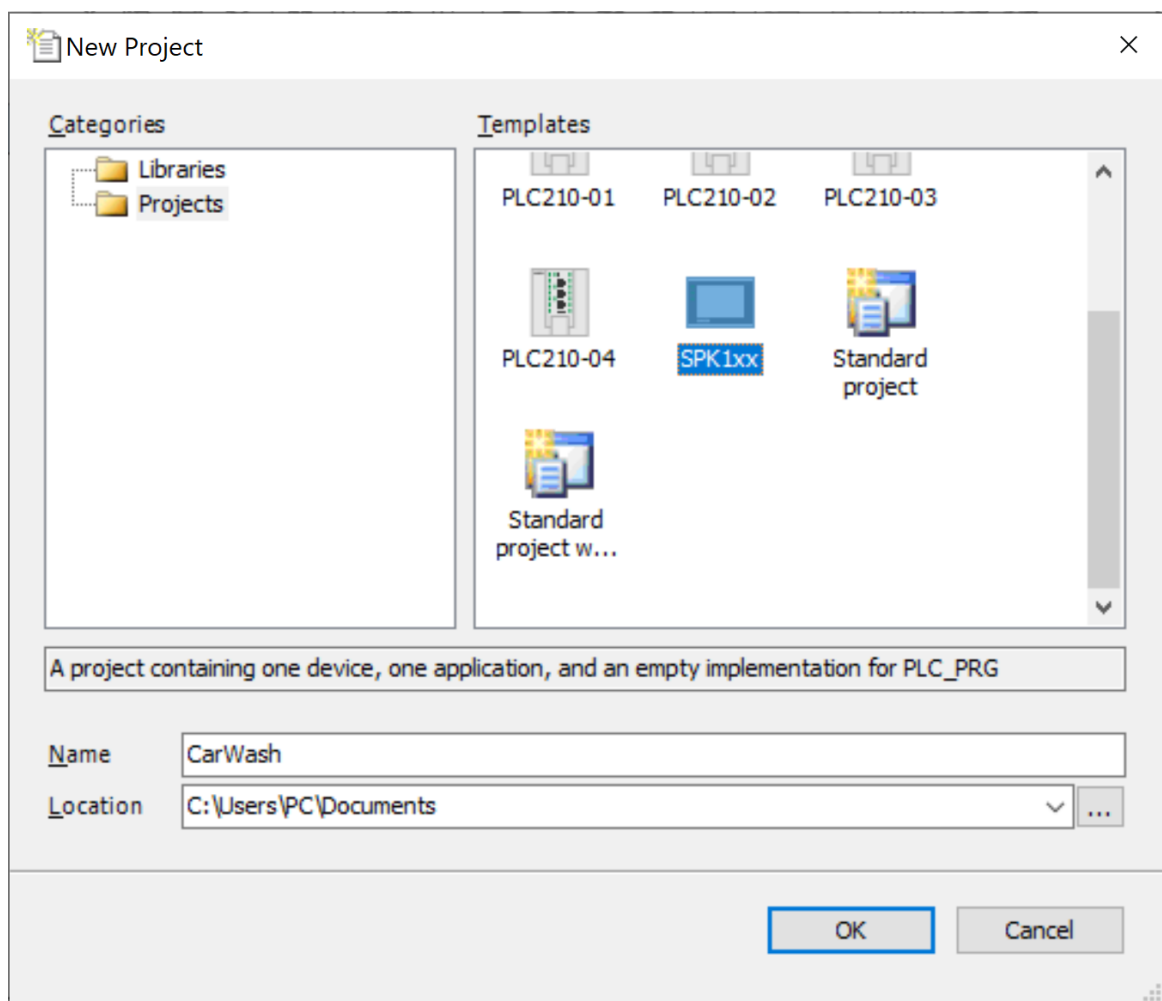 New Project
Categories
Templates
Libraries
Projects
PLC210-01 PLC210-02 PLC210-03
PLC210-04 SPK1xx Standard
project
Standard
project w...
A project containing one device, one application, and an empty implementation for PLC_PRG
Name CarWash
Location C:\Users\PC\Documents ...
OK Cancel